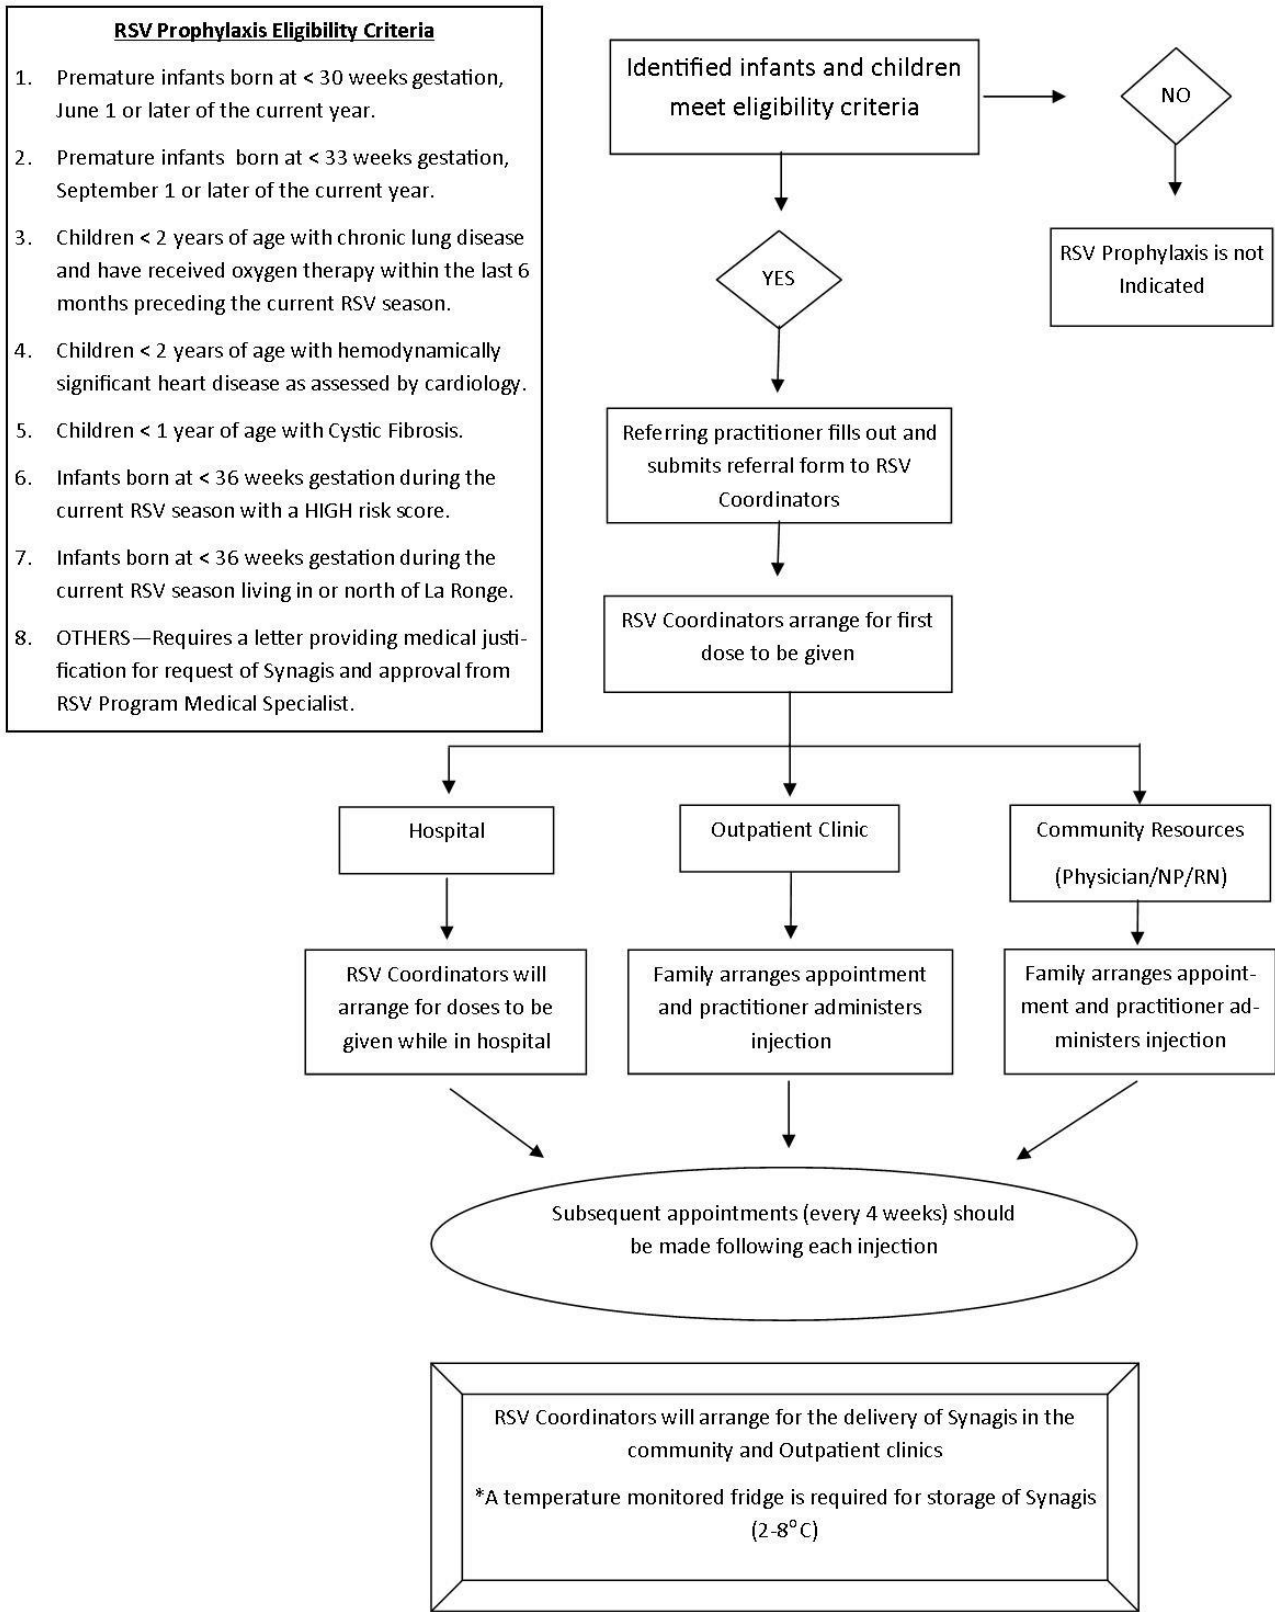 RSV Prophylaxis Eligibility Criteria
1. Premature infants born at < 30 weeks gestation,
June 1 or later of the current year.
2. Premature infants born at < 33 weeks gestation,
September 1 or later of the current year.
3. Children < 2 years of age with chronic lung disease
and have received oxygen therapy within the last 6
months preceding the current RSV season.
4. Children < 2 years of age with hemodynamically
significant heart disease as assessed by cardiology.
5. Children < 1 year of age with Cystic Fibrosis.
6. Infants born at < 36 weeks gestation during the
current RSV season with a HIGH risk score.
7. Infants born at < 36 weeks gestation during the
current RSV season living in or north of La Ronge.
8. OTHERS—Requires a letter providing medical justi-
fication for request of Synagis and approval from
RSV Program Medical Specialist.
Identified infants and children
meet eligibility criteria
NO
RSV Prophylaxis is not
Indicated
YES
Referring practitioner fills out and
submits referral form to RSV
Coordinators
RSV Coordinators arrange for first
dose to be given
Hospital
Outpatient Clinic
Community Resources
(Physician/NP/RN)
RSV Coordinators will
arrange for doses to be
given while in hospital
Family arranges appointment
and practitioner administers
injection
Family arranges appoint-
ment and practitioner ad-
ministers injection
Subsequent appointments (every 4 weeks) should
be made following each injection
RSV Coordinators will arrange for the delivery of Synagis in the
community and Outpatient clinics
*A temperature monitored fridge is required for storage of Synagis
(2-8°C)